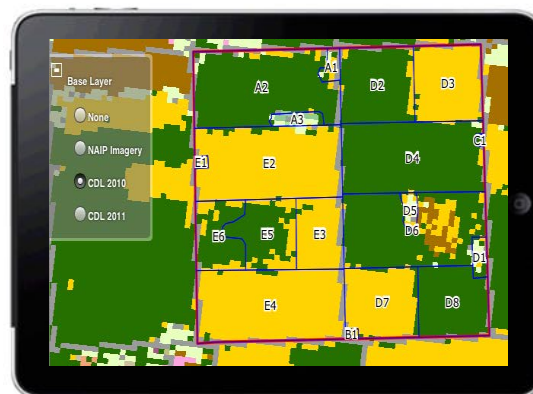 Base Layer
None
NAIP Imagery
CDL 2010
CDL 2011
A1
A2
D2
D3
A3
C1
E1
E2
D4
D5
E6
E5
E3
D6
D1
E4
D7
D8
B1